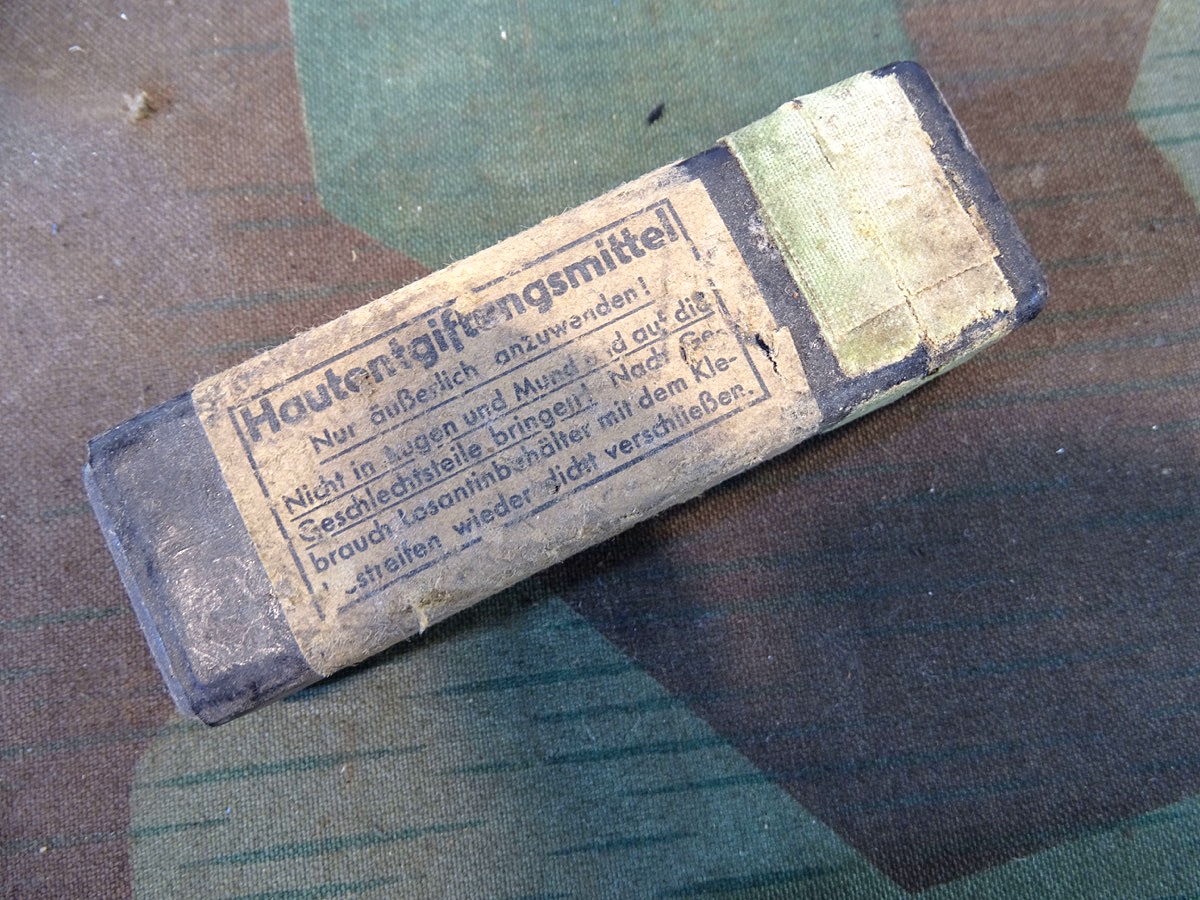 Hautentgiftungsmittel
Nur äußerlich anzuwenden!
Nicht in Augen und Mund und auf die
Geschlechtsteile bringen! Nach Ge-
brauch Losantinbehälter mit dem Kle-
bestreifen wieder dicht verschließen.